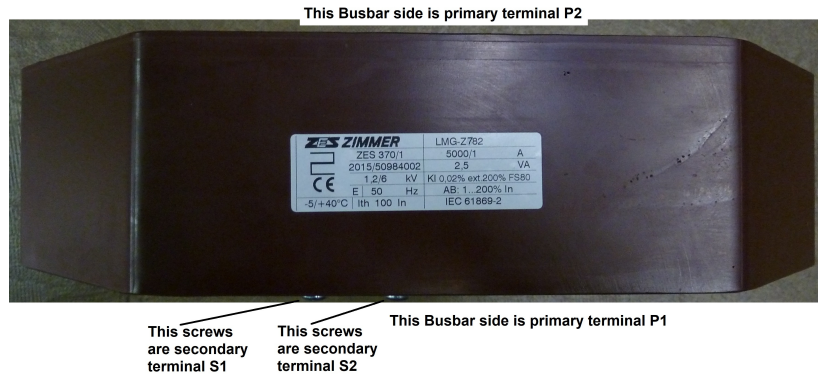 This Busbar side is primary terminal P2
ZES ZIMMER LMG-Z782
ZES 370/1 5000/1 A
2015/50984002 2,5 VA
1,2/6 kV KI 0,02% ext.200% FS80
CE E 50 Hz AB: 1...200% In
-5/+40°C Ith 100 In IEC 61869-2
This Busbar side is primary terminal P1
This screws
are secondary
terminal S1
This screws
are secondary
terminal S2